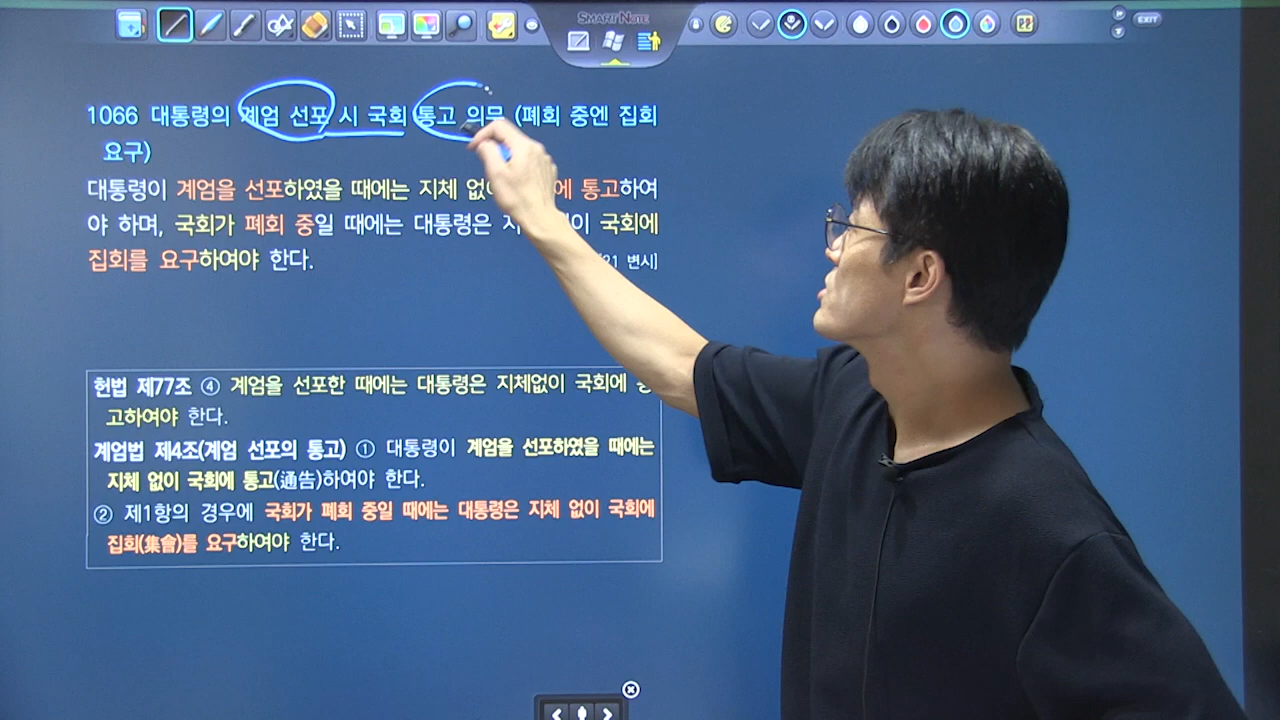 SMART NOTE
EXIT
1066 대통령의 계엄 선포 시 국회 통고 의무 (폐회 중엔 집회
요구)
대통령이 계엄을 선포하였을 때에는 지체 에 통고하여
야 하며, 국회가 폐회 중일 때에는 대통령은 이 국회에
집회를 요구하여야 한다. 변시]
헌법 제77조 ④ 계엄을 선포한 때에는 대통령은 지체없이 국회에
고하여야 한다.
계엄법 제4조(계엄 선포의 통고) ① 대통령이 계엄을 선포하였을 때에는
지체 없이 국회에 통고(通告)하여야 한다.
② 제1항의 경우에 국회가 폐회 중일 때에는 대통령은 지체 없이 국회에
집회(集會)를 요구하여야 한다.